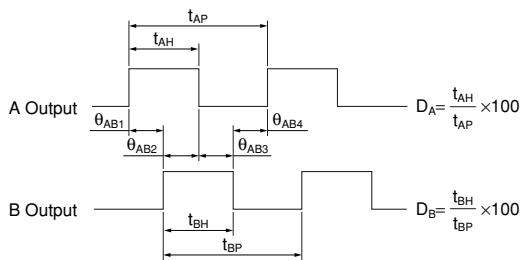 tAP
tAH
A Output
DA= tAH/tAP ×100
θAB1
θAB4
θAB2
θAB3
B Output
tBH
DB= tBH/tBP ×100
tBP